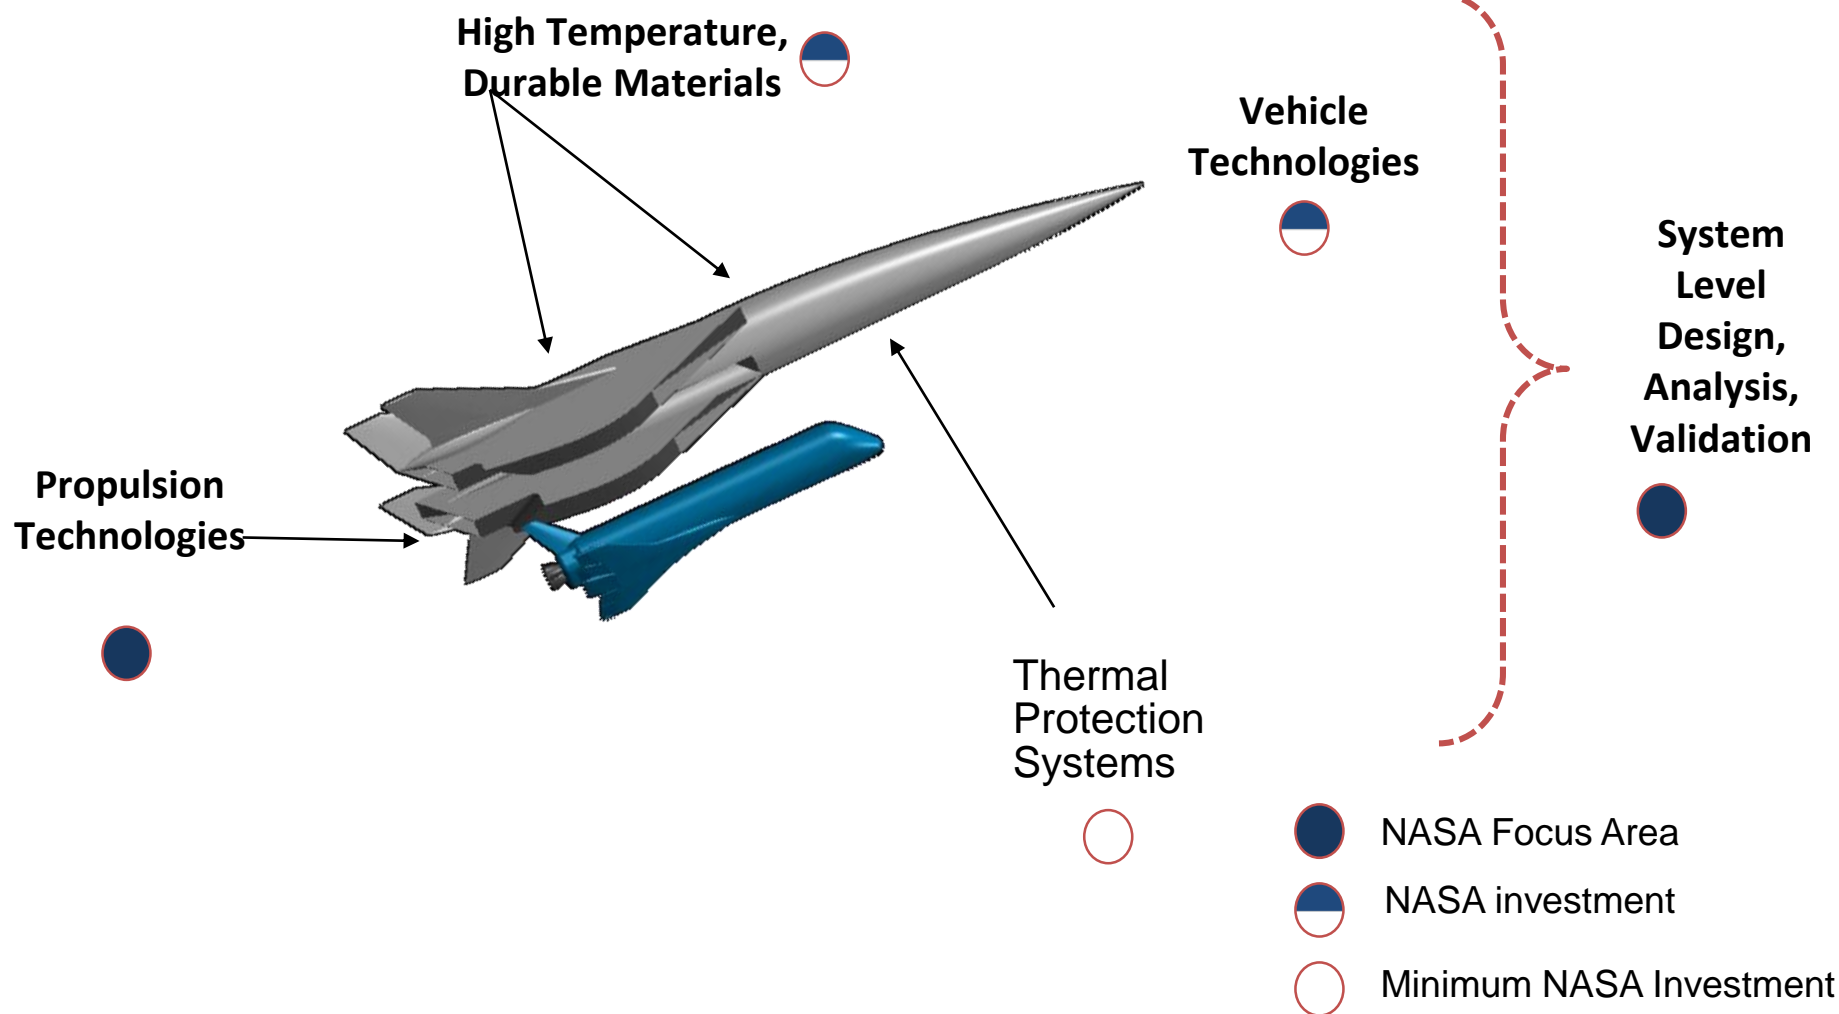 High Temperature,
Durable Materials
Vehicle
Technologies
System
Level
Design,
Analysis,
Validation
Propulsion
Technologies
Thermal
Protection
Systems
NASA Focus Area
NASA investment
Minimum NASA Investment